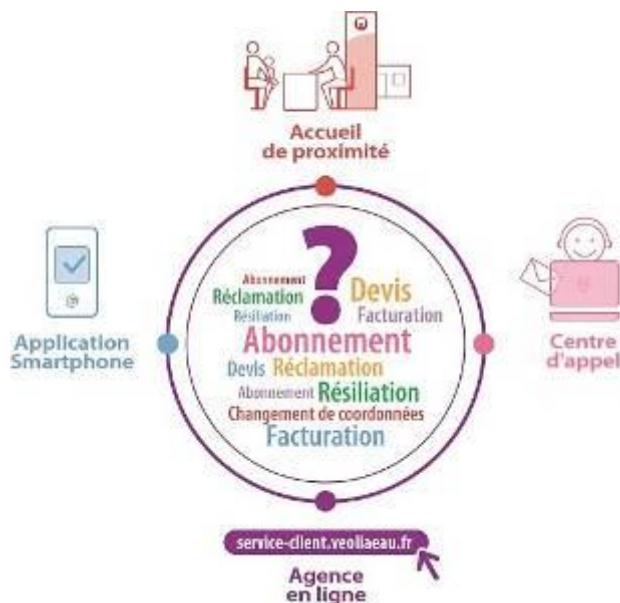 Accueil
de proximité
?
Abonnement
Réclamation
Devis
Résiliation
Facturation
Abonnement
Devis Réclamation
Abonnement Résiliation
Changement de coordonnées
Facturation
Application
Smartphone
Centre
d'appel
service-client.veoliaeau.fr
Agence
en ligne